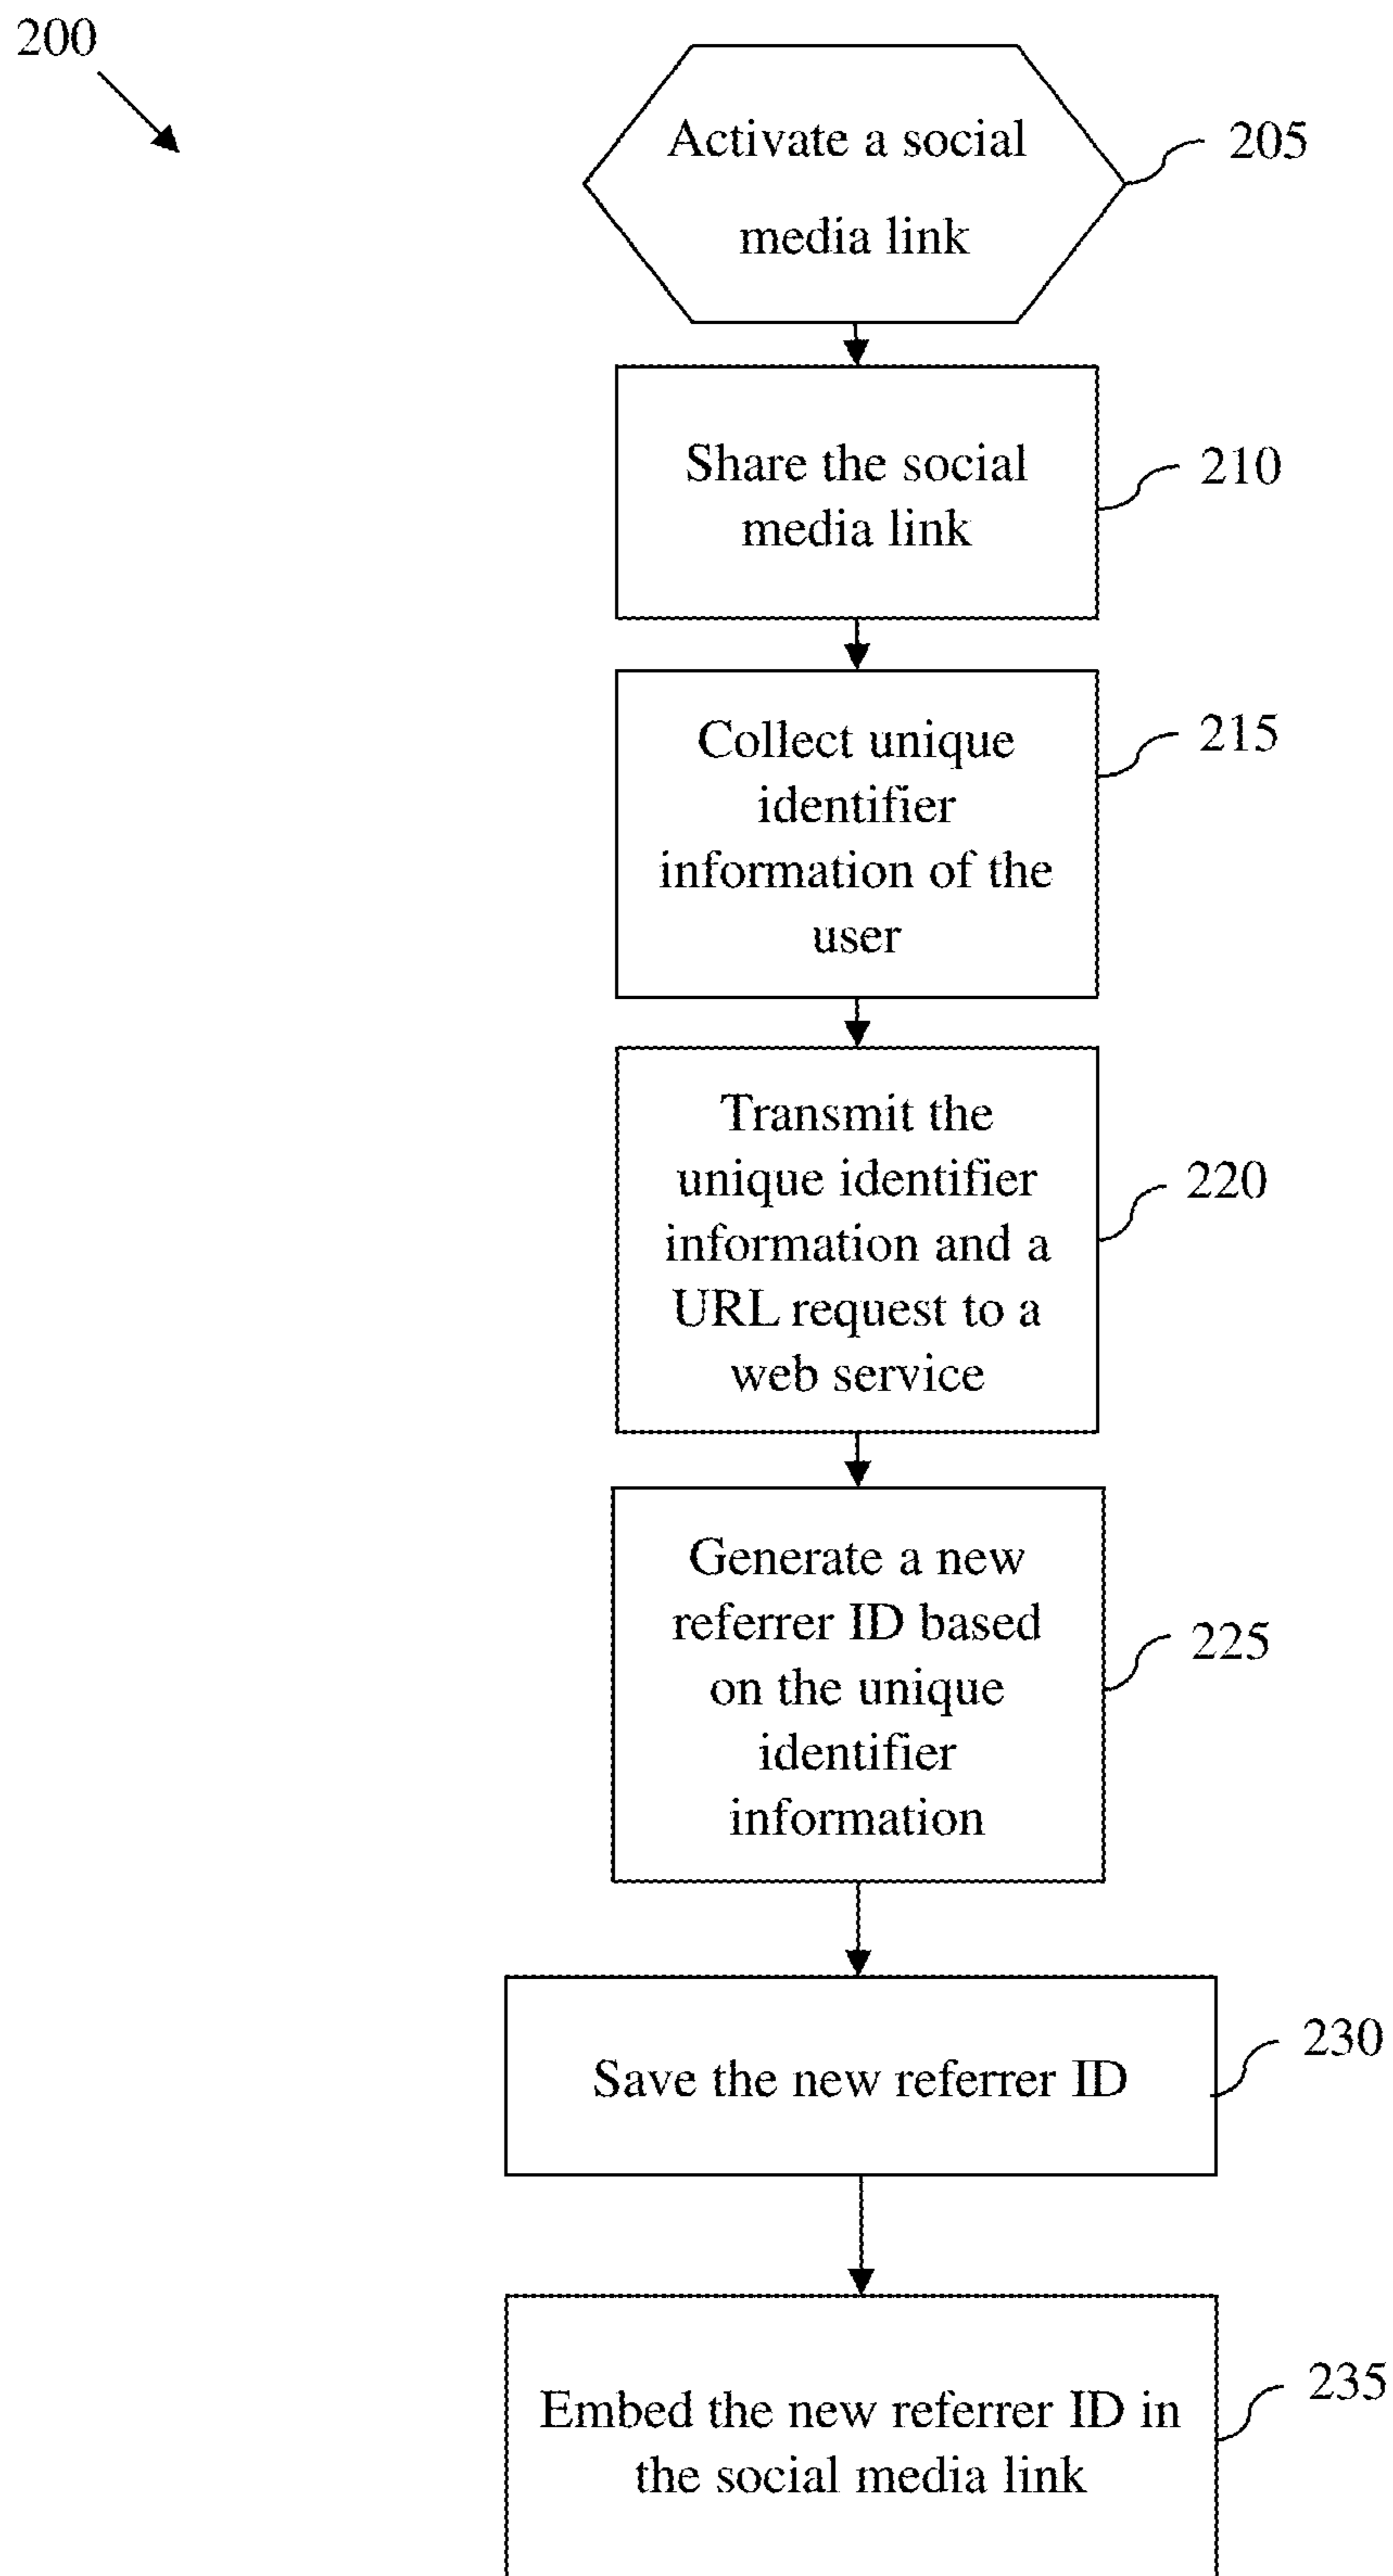 200
Activate a social
media link
205
Share the social
media link
210
Collect unique
identifier
information of the
user
215
Transmit the
unique identifier
information and a
URL request to a
web service
220
Generate a new
referrer ID based
on the unique
identifier
information
225
Save the new referrer ID
230
Embed the new referrer ID in
the social media link
235